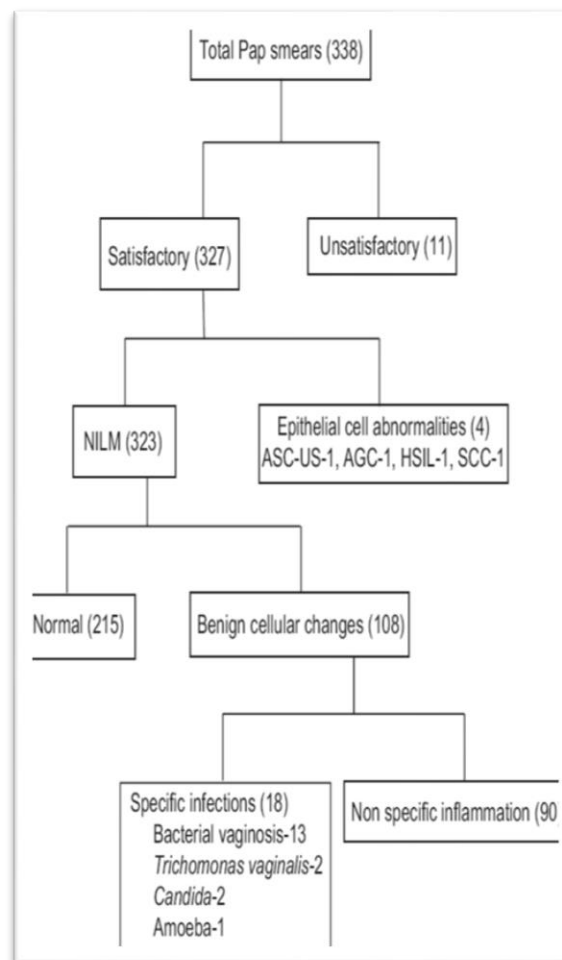 Total Pap smears (338)
Satisfactory (327)
Unsatisfactory (11)
NILM (323)
Epithelial cell abnormalities (4)
ASC-US-1, AGC-1, HSIL-1, SCC-1
Normal (215)
Benign cellular changes (108)
Specific infections (18)
Bacterial vaginosis-13
Trichomonas vaginalis-2
Candida-2
Amoeba-1
Non specific inflammation (90)